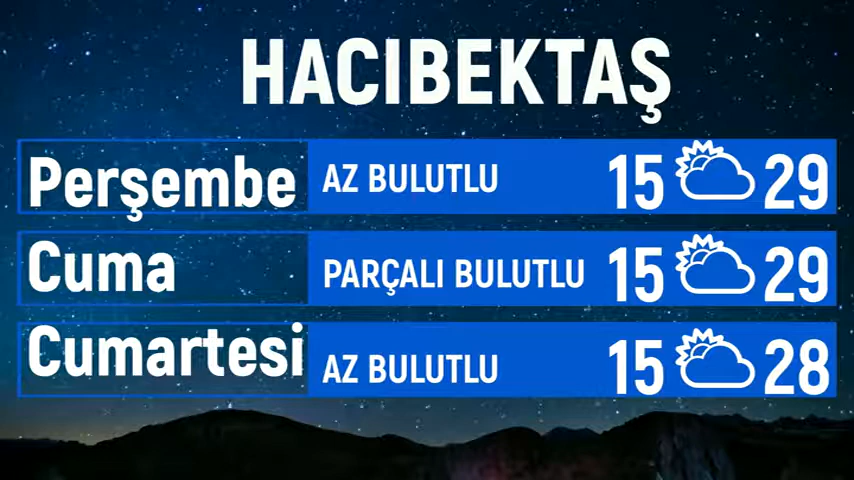 HACIBEKTAŞ
Perşembe AZ BULUTLU 15 29
Cuma PARÇALI BULUTLU 15 29
Cumartesi AZ BULUTLU 15 28